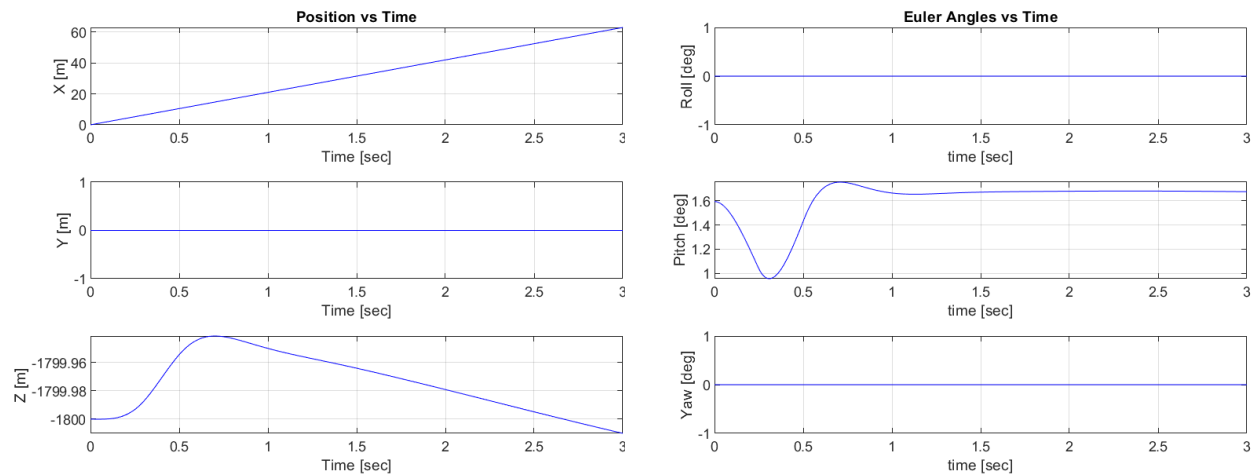 Position vs Time
X [m]
60
40
20
0
0 0.5 1 1.5 2 2.5 3
Time [sec]
Y [m]
1
0
-1
0 0.5 1 1.5 2 2.5 3
Time [sec]
Z [m]
-1799.96
-1799.98
-1800
0 0.5 1 1.5 2 2.5 3
Time [sec]
Euler Angles vs Time
Roll [deg]
1
0
-1
0 0.5 1 1.5 2 2.5 3
time [sec]
Pitch [deg]
1.6
1.4
1.2
1
0 0.5 1 1.5 2 2.5 3
time [sec]
Yaw [deg]
1
0
-1
0 0.5 1 1.5 2 2.5 3
time [sec]